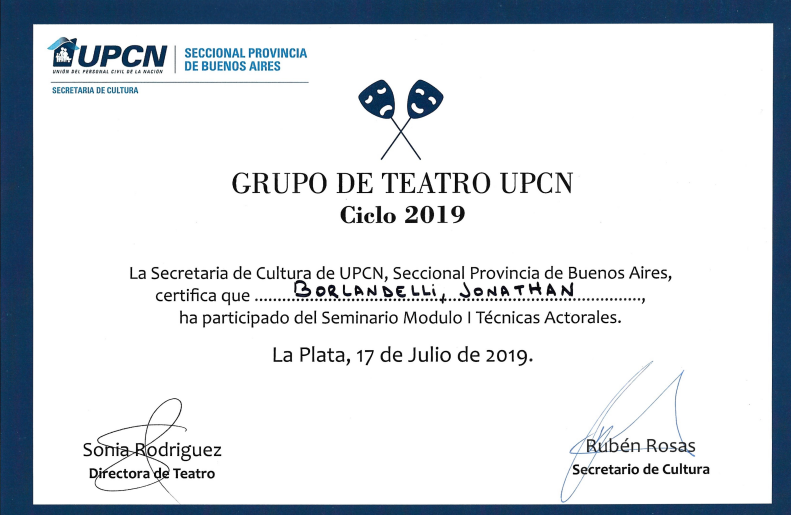 UPCN
UNIÓN DEL PERSONAL CIVIL DE LA NACIÓN
SECCIONAL PROVINCIA
DE BUENOS AIRES
SECRETARIA DE CULTURA
GRUPO DE TEATRO UPCN
Ciclo 2019
La Secretaria de Cultura de UPCN, Seccional Provincia de Buenos Aires,
certifica que ........BORLANDELLi, JONATHAN..............,
ha participado del Seminario Modulo I Técnicas Actorales.
La Plata, 17 de Julio de 2019.
Sonia Rodriguez
Directora de Teatro
Rubén Rosas
Secretario de Cultura